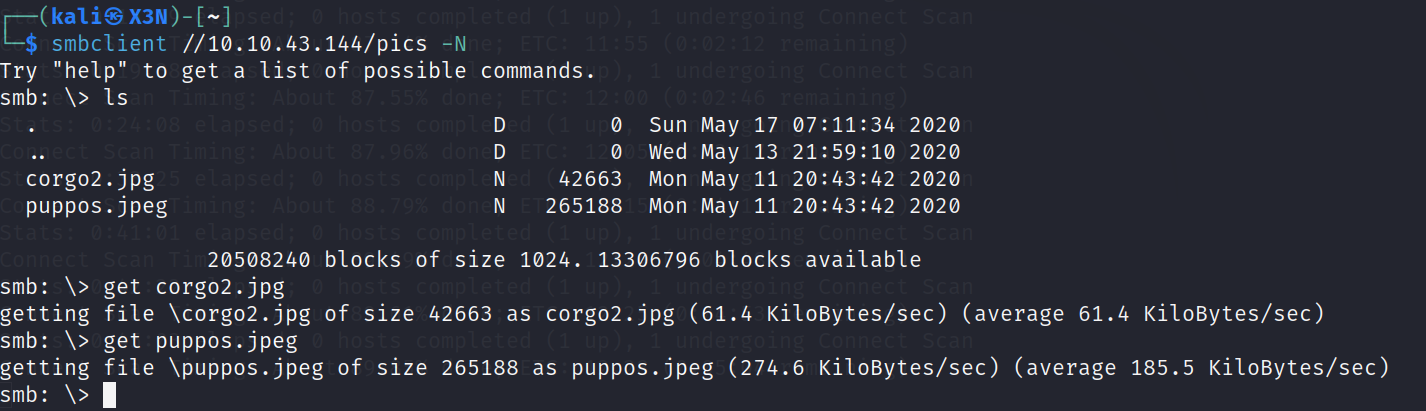 ┌──(kali㉿X3N)-[~]
└─$ smbclient //10.10.43.144/pics -N
Try "help" to get a list of possible commands.
smb: \> ls
  .                                   D        0  Sun May 17 07:11:34 2020
  ..                                  D        0  Wed May 13 21:59:10 2020
  corgo2.jpg                          N    42663  Mon May 11 20:43:42 2020
  puppos.jpeg                         N   265188  Mon May 11 20:43:42 2020
                20508240 blocks of size 1024. 13306796 blocks available
smb: \> get corgo2.jpg
getting file \corgo2.jpg of size 42663 as corgo2.jpg (61.4 KiloBytes/sec) (average 61.4 KiloBytes/sec)
smb: \> get puppos.jpeg
getting file \puppos.jpeg of size 265188 as puppos.jpeg (274.6 KiloBytes/sec) (average 185.5 KiloBytes/sec)
smb: \>